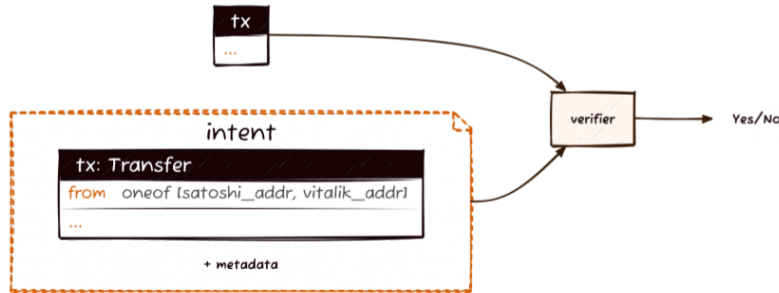 tx
...
intent
tx: Transfer
from oneof [satoshi_addr, vitalik_addr]
...
+ metadata
verifier
Yes/No